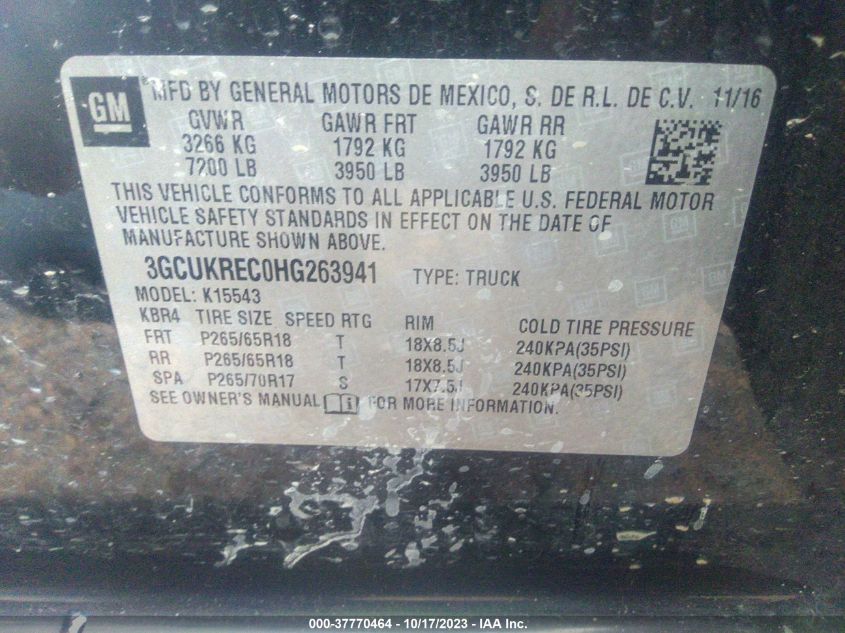 GM
MFD BY GENERAL MOTORS DE MEXICO, S. DE R.L. DE C.V. 11/16
GVWR GAWR FRT GAWR RR
3266 KG 1792 KG 1792 KG
7200 LB 3950 LB 3950 LB
THIS VEHICLE CONFORMS TO ALL APPLICABLE U.S. FEDERAL MOTOR
VEHICLE SAFETY STANDARDS IN EFFECT ON THE DATE OF
MANUFACTURE SHOWN ABOVE.
3GCUKREC0HG263941 TYPE: TRUCK
MODEL: K15543
KBR4 TIRE SIZE SPEED RTG RIM COLD TIRE PRESSURE
FRT P265/65R18 T 18X8.5J 240KPA(35PSI)
RR P265/65R18 T 18X8.5J 240KPA(35PSI)
SPA P265/70R17 S 17X7.5J 240KPA(35PSI)
SEE OWNER'S MANUAL FOR MORE INFORMATION.
000-37770464 - 10/17/2023 - IAA Inc.